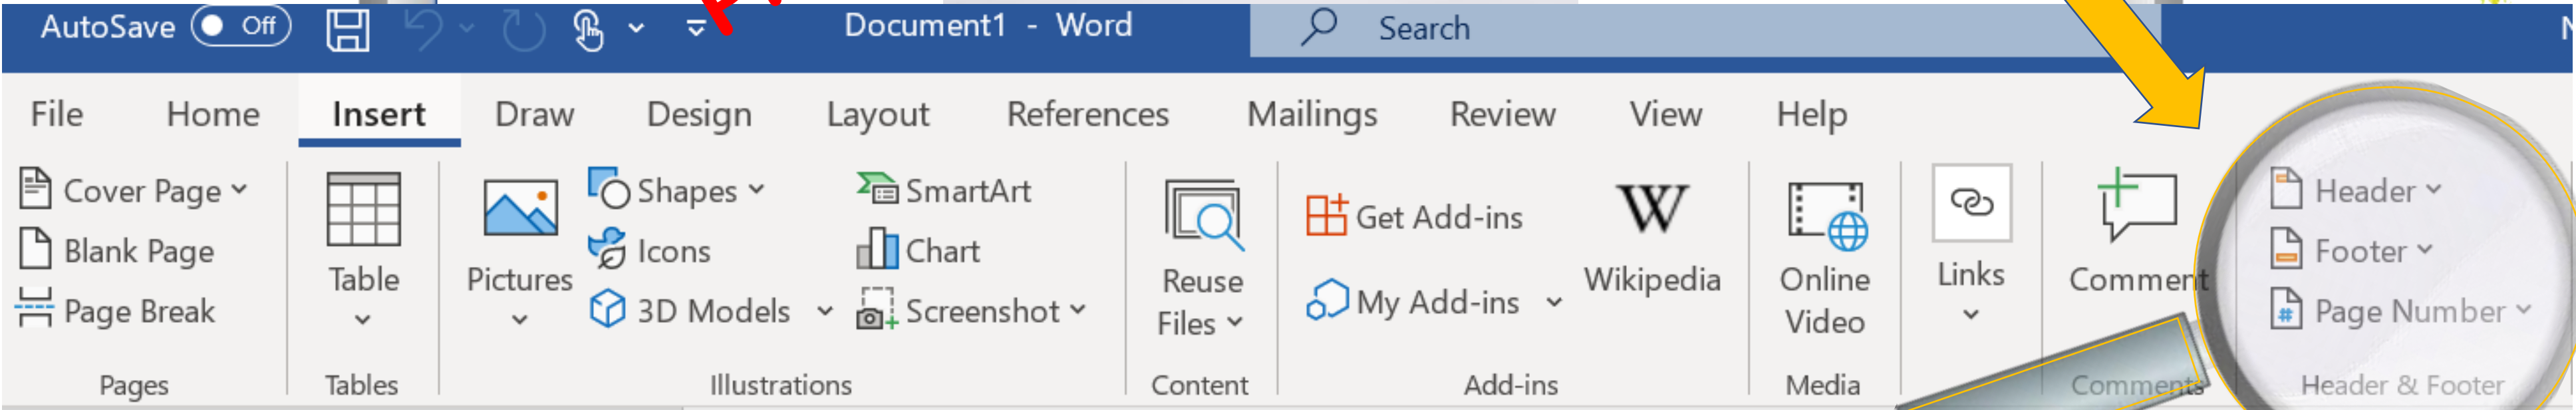 AutoSave Off Document1 - Word Search
File Home Insert Draw Design Layout References Mailings Review View Help
Cover Page
Blank Page
Page Break
Pages
Table
Tables
Pictures
Shapes
Icons
3D Models
SmartArt
Chart
Screenshot
Illustrations
Reuse
Files
Content
Get Add-ins
My Add-ins
W
Wikipedia
Add-ins
Online
Video
Media
Links
Comment
Comments
Header
Footer
# Page Number
Header & Footer